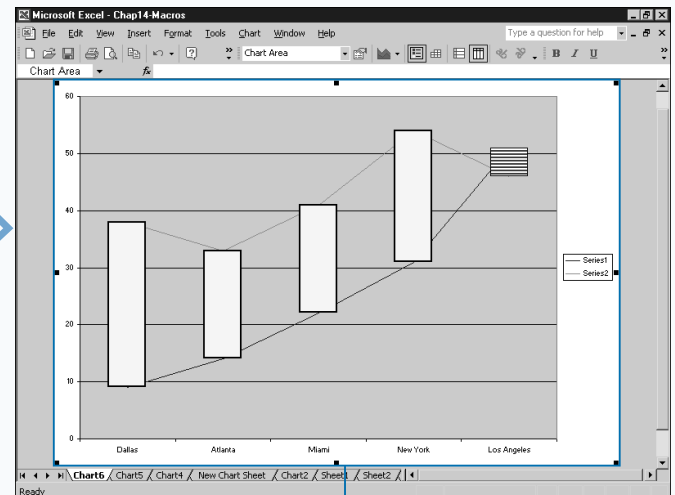 Microsoft Excel - Chap14-Macros
File Edit View Insert Format Tools Chart Window Help Type a question for help
Chart Area B I U
Chart Area fx
60
50
40
30
20
10
0
Dallas Atlanta Miami New York Los Angeles
Series1
Series2
Chart6 Chart5 Chart4 New Chart Sheet Chart2 Sheet1 Sheet2
Ready